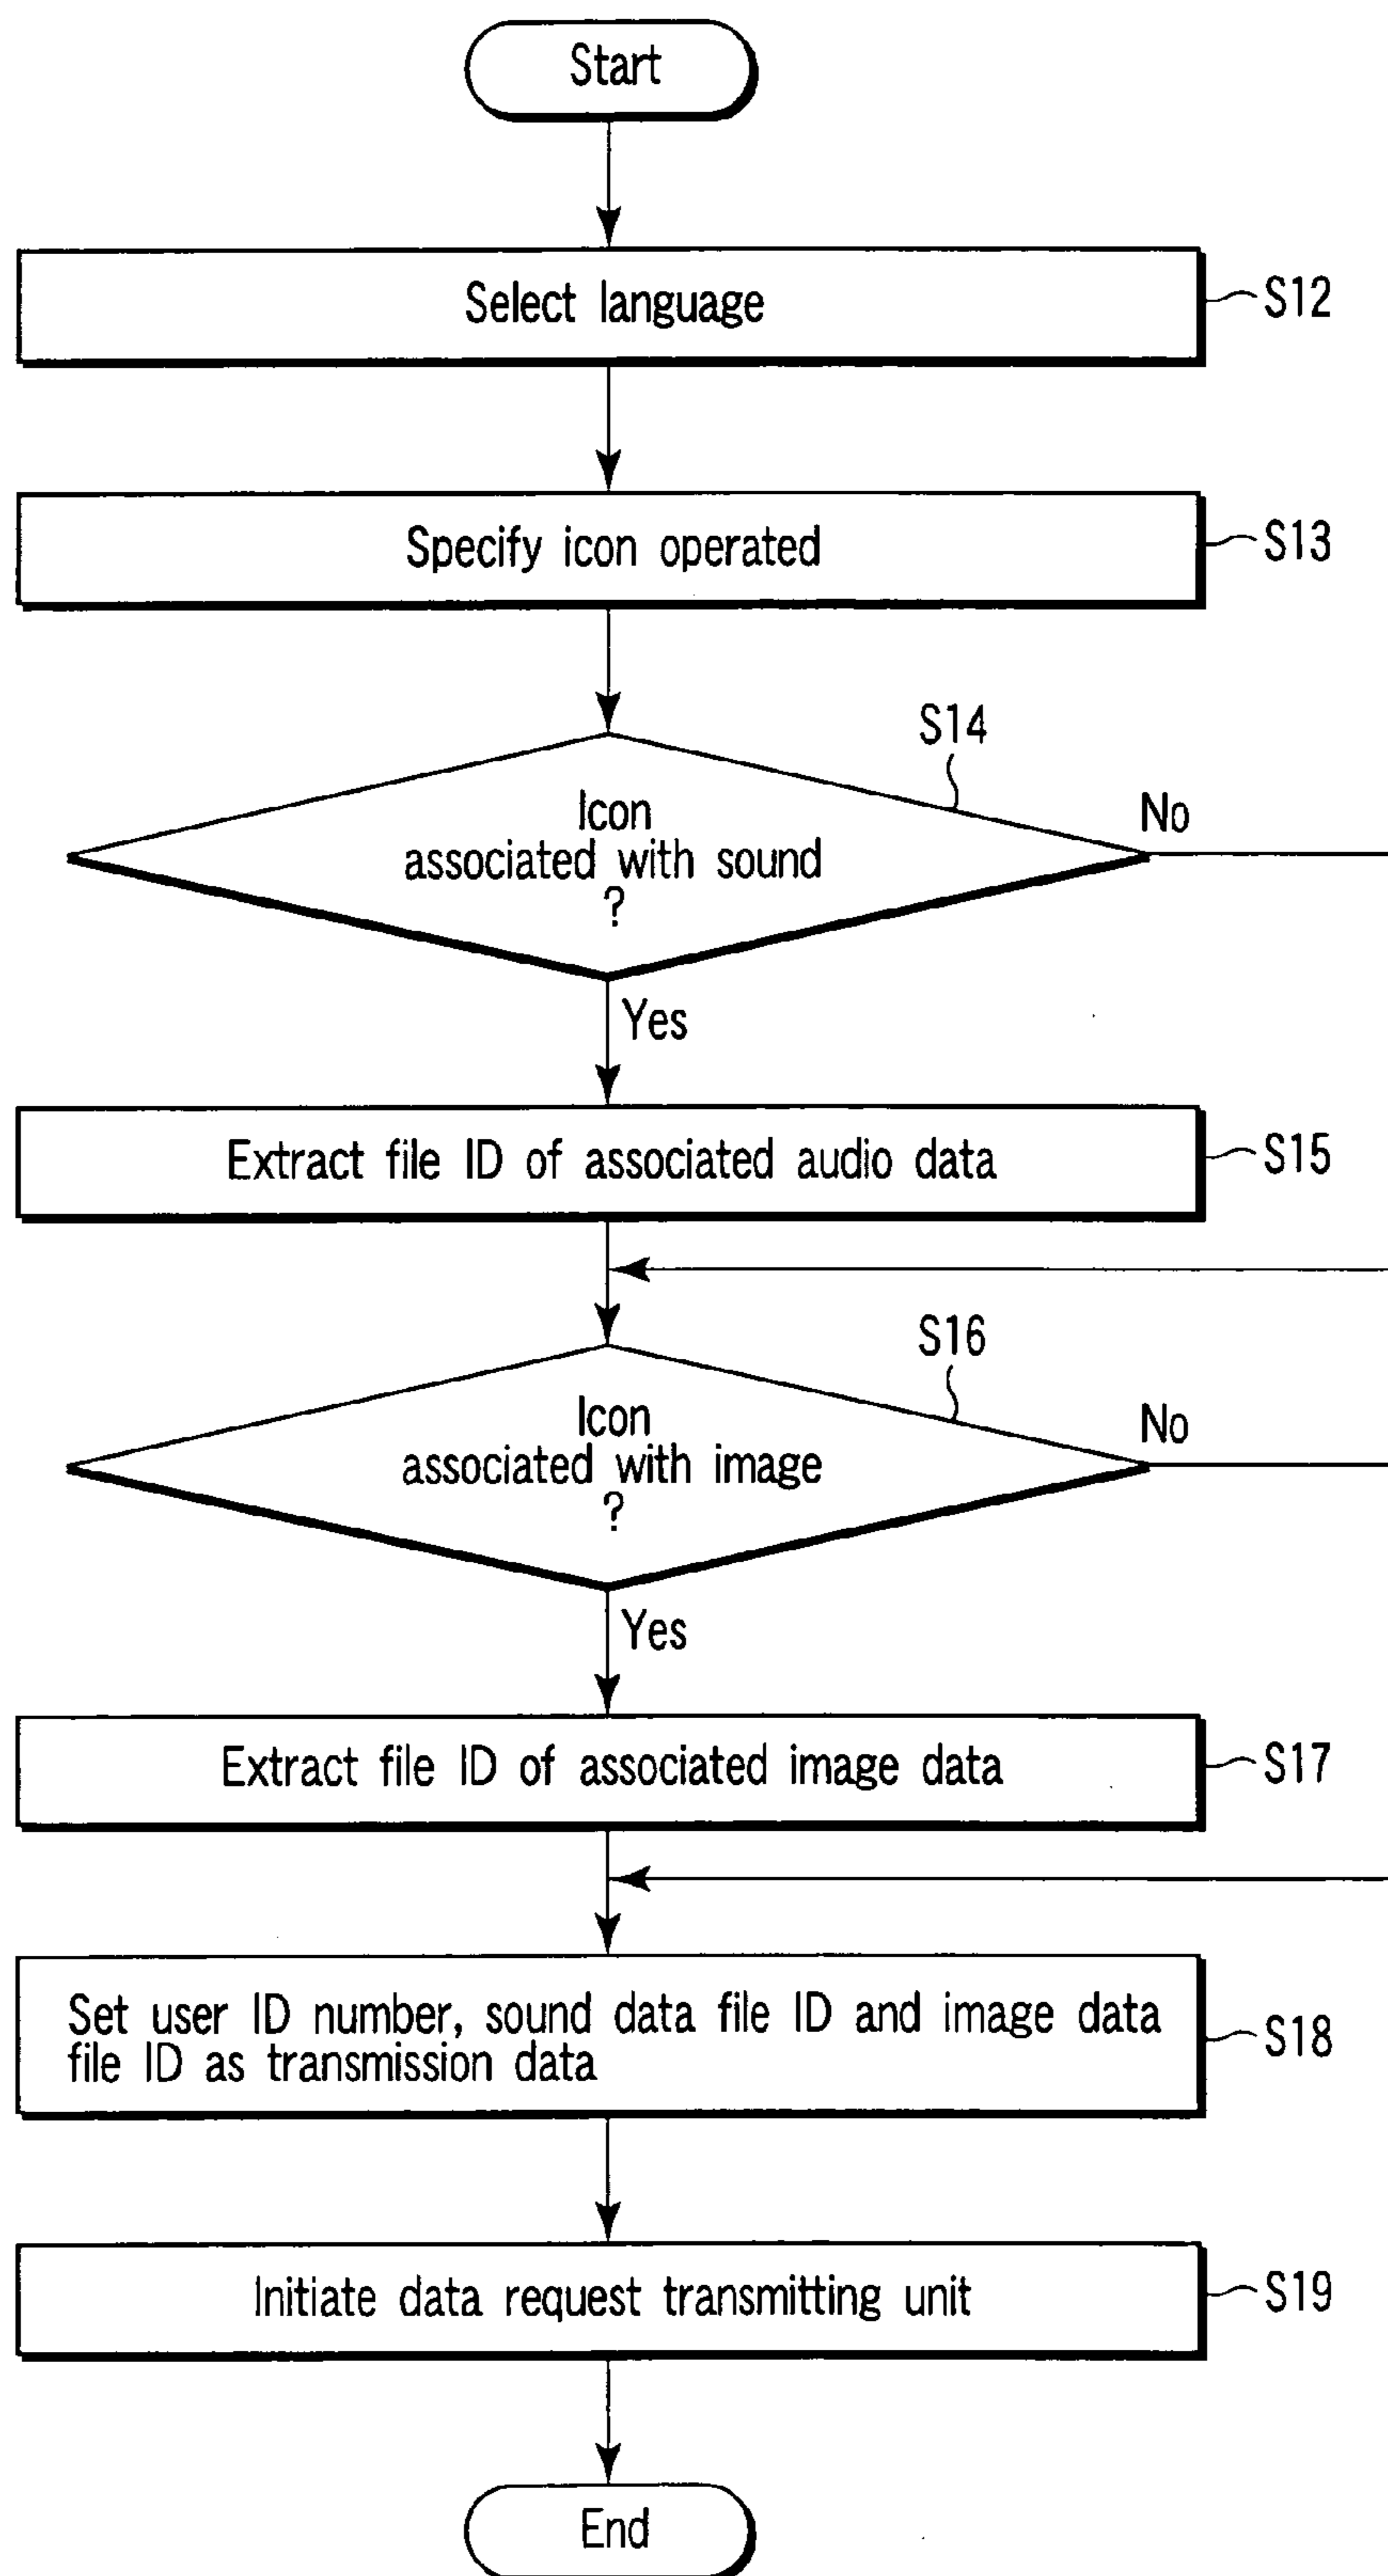 Start
Select language
S12
Specify icon operated
S13
S14
Icon
associated with sound
?
No
Yes
Extract file ID of associated audio data
S15
S16
Icon
associated with image
?
No
Yes
Extract file ID of associated image data
S17
Set user ID number, sound data file ID and image data
file ID as transmission data
S18
Initiate data request transmitting unit
S19
End